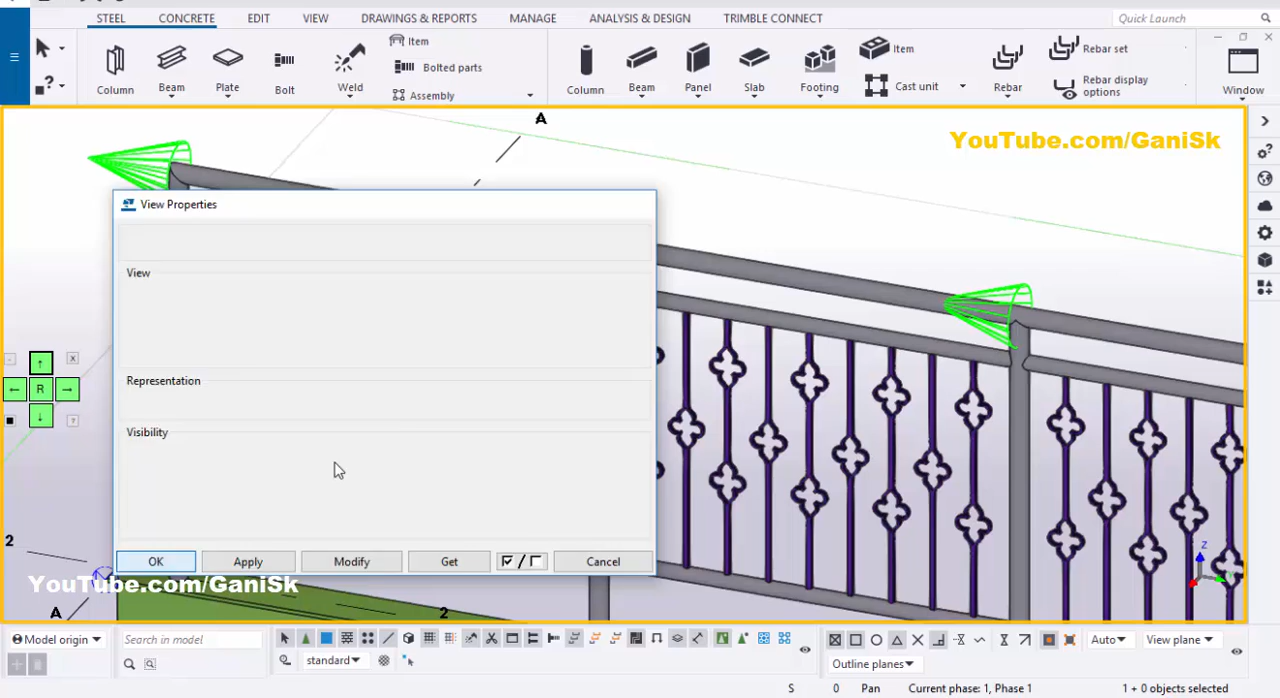 STEEL CONCRETE EDIT VIEW DRAWINGS & REPORTS MANAGE ANALYSIS & DESIGN TRIMBLE CONNECT Quick Launch
Item Item Rebar set
Bolted parts
Column Beam Plate Bolt Weld Assembly Column Beam Panel Slab Footing Cast unit Rebar Rebar display
options Window
A
YouTube.com/GaniSk
View Properties
View
X
R
Representation
?
Visibility
2
OK Apply Modify Get / Cancel
YouTube.com/GaniSk
Z
A 2
Model origin Search in model Auto View plane
standard Outline planes
S 0 Pan Current phase: 1, Phase 1 1 + 0 objects selected